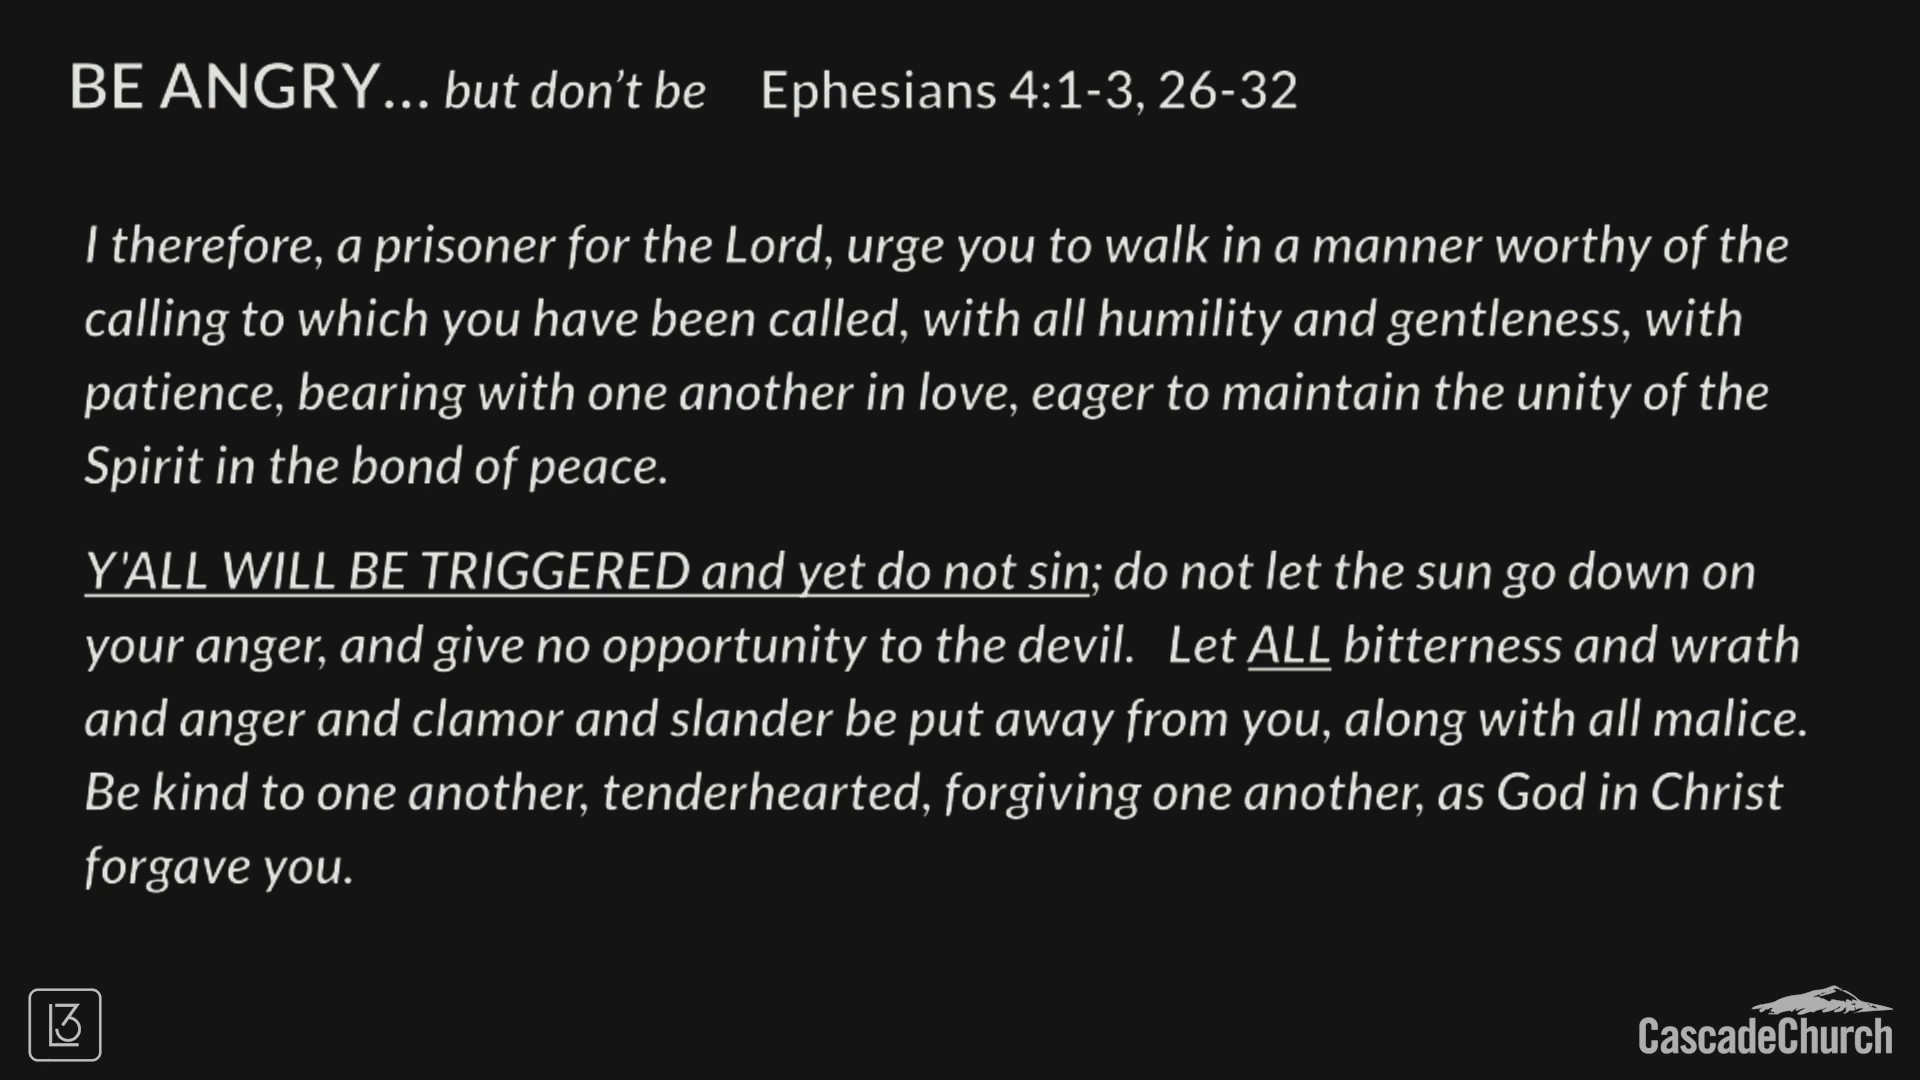 BE ANGRY... but don't be Ephesians 4:1-3, 26-32
I therefore, a prisoner for the Lord, urge you to walk in a manner worthy of the
calling to which you have been called, with all humility and gentleness, with
patience, bearing with one another in love, eager to maintain the unity of the
Spirit in the bond of peace.
Y'ALL WILL BE TRIGGERED and yet do not sin; do not let the sun go down on
your anger, and give no opportunity to the devil. Let ALL bitterness and wrath
and anger and clamor and slander be put away from you, along with all malice.
Be kind to one another, tenderhearted, forgiving one another, as God in Christ
forgave you.
L3
CascadeChurch